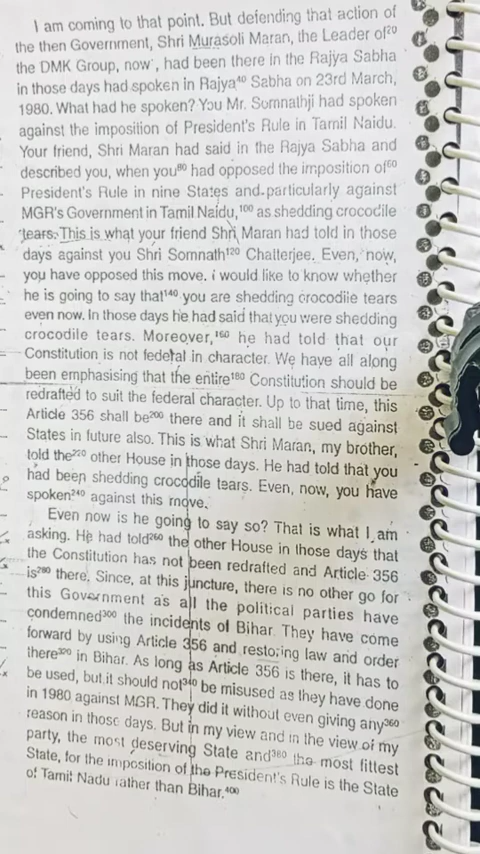 I am coming to that point. But defending that action of
the then Government, Shri Murasoli Maran, the Leader of²⁰
the DMK Group, now, had been there in the Rajya Sabha
in those days had spoken in Rajya⁴⁰ Sabha on 23rd March,
1980. What had he spoken? You Mr. Somnathji had spoken
against the imposition of President's Rule in Tamil Naidu.
Your friend, Shri Maran had said in the Rajya Sabha and
described you, when you⁸⁰ had opposed the imposition of⁶⁰
President's Rule in nine States and particularly against
MGR's Government in Tamil Naidu,¹⁰⁰ as shedding crocodile
tears. This is what your friend Shri Maran had told in those
days against you Shri Somnath¹²⁰ Chatterjee. Even, now,
you have opposed this move. i would like to know whether
he is going to say that¹⁴⁰ you are shedding crocodile tears
even now. In those days he had said that you were shedding
crocodile tears. Moreover,¹⁶⁰ he had told that our
Constitution is not federal in character. We have all along
been emphasising that the entire¹⁸⁰ Constitution should be
redrafted to suit the federal character. Up to that time, this
Article 356 shall be²⁰⁰ there and it shall be sued against
States in future also. This is what Shri Maran, my brother,
told the²²⁰ other House in those days. He had told that you
had been shedding crocodile tears. Even, now, you have
spoken²⁴⁰ against this move.
Even now is he going to say so? That is what I am
asking. He had told²⁶⁰ the other House in those days that
the Constitution has not been redrafted and Article 356
is²⁸⁰ there. Since, at this juncture, there is no other go for
this Government as all the political parties have
condemned³⁰⁰ the incidents of Bihar. They have come
forward by using Article 356 and restoring law and order
there³²⁰ in Bihar. As long as Article 356 is there, it has to
be used, but it should not³⁴⁰ be misused as they have done
in 1980 against MGR. They did it without even giving any³⁶⁰
reason in those days. But in my view and in the view of my
party, the most deserving State and³⁸⁰ the most fittest
State, for the imposition of the President's Rule is the State
of Tamil Nadu rather than Bihar.⁴⁰⁰